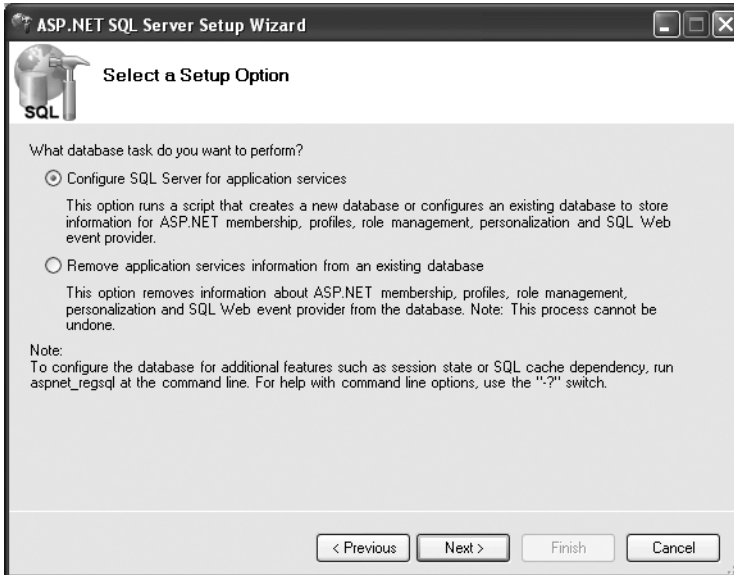 ASP.NET SQL Server Setup Wizard
Select a Setup Option
SQL
What database task do you want to perform?
Configure SQL Server for application services
This option runs a script that creates a new database or configures an existing database to store
information for ASP.NET membership, profiles, role management, personalization and SQL Web
event provider.
Remove application services information from an existing database
This option removes information about ASP.NET membership, profiles, role management,
personalization and SQL Web event provider from the database. Note: This process cannot be
undone.
Note:
To configure the database for additional features such as session state or SQL cache dependency, run
aspnet_regsql at the command line. For help with command line options, use the "-?" switch.
< Previous
Next >
Finish
Cancel